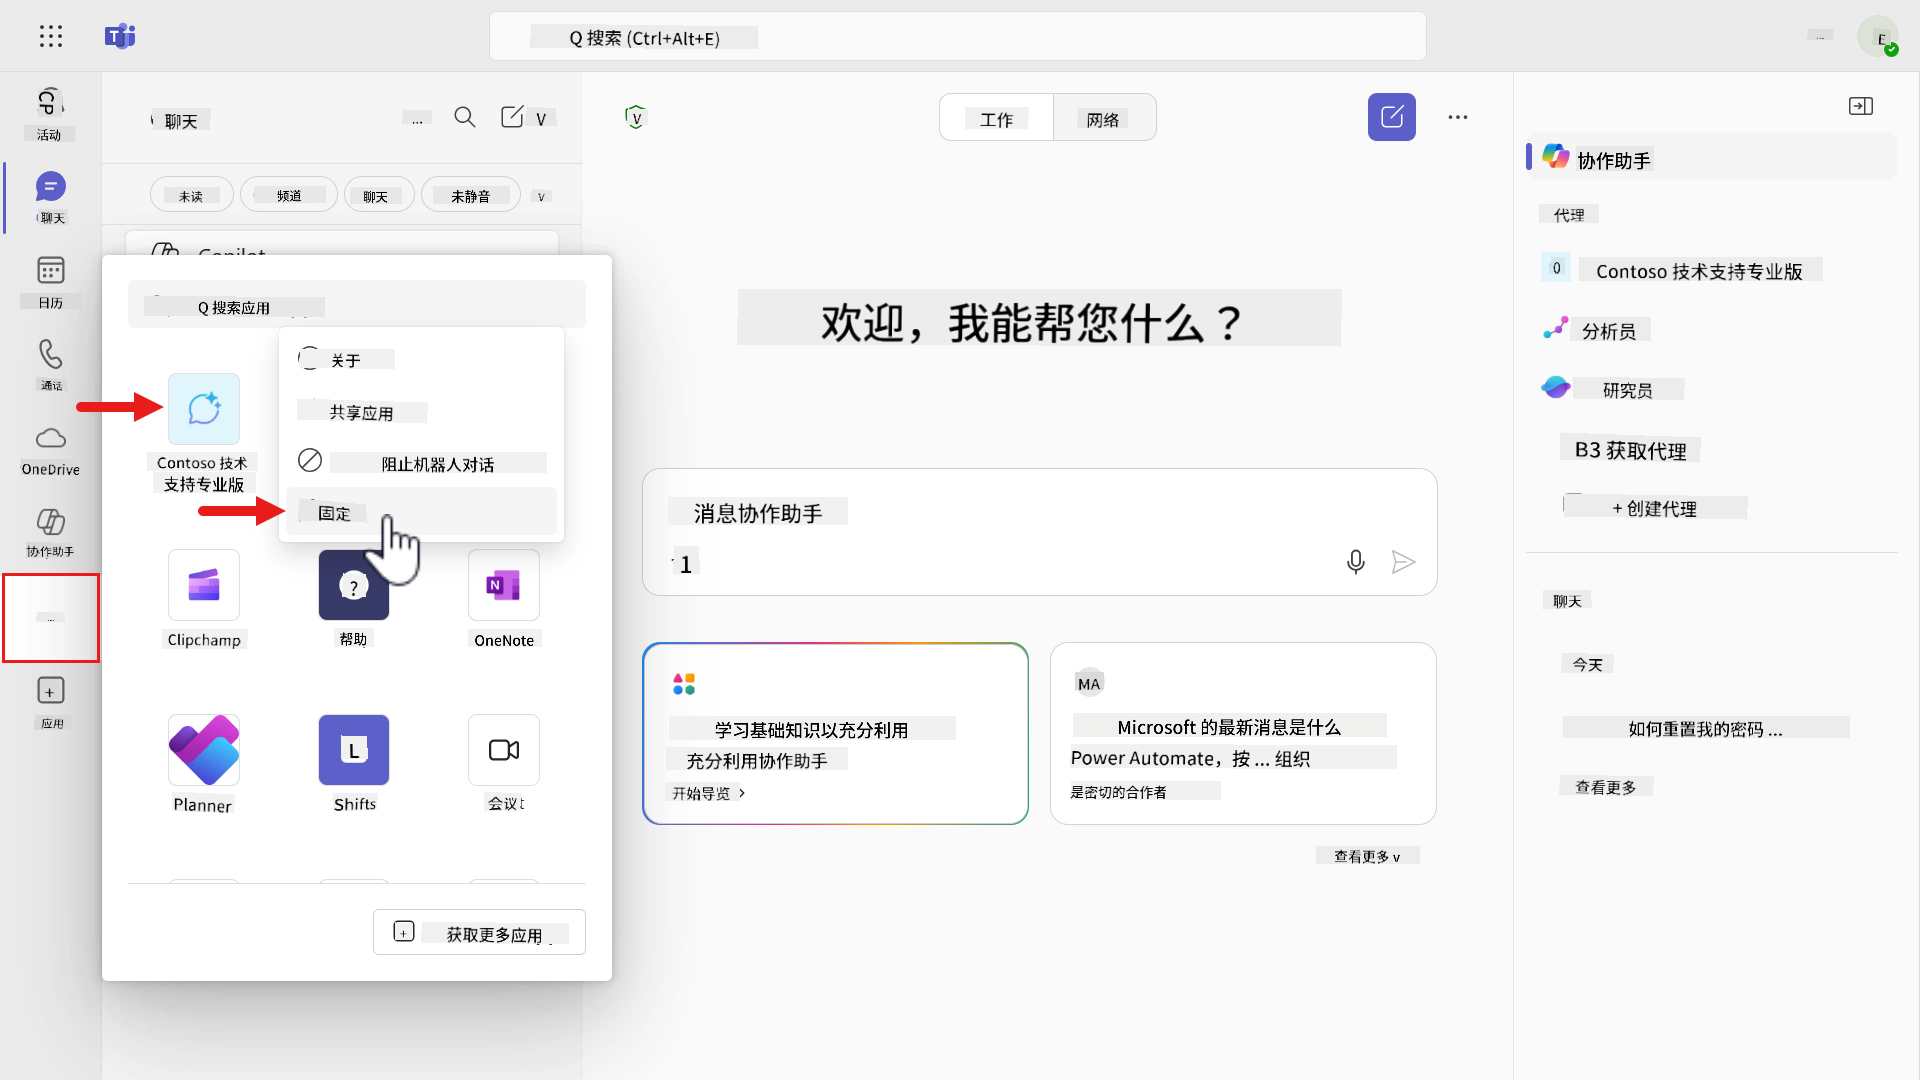 Q 搜索 (Ctrl+Alt+E)
...
E
CP
活动
聊天
日历
通话
OneDrive
协作助手
...
应用
聊天
...
V
未读
频道
聊天
未静音
v
Q 搜索应用
关于
共享应用
阻止机器人对话
固定
Contoso 技术
支持专业版
Clipchamp
帮助
OneNote
Planner
Shifts
会议
获取更多应用
V
工作
网络
欢迎，我能帮您什么？
消息协作助手
1
学习基础知识以充分利用
充分利用协作助手
开始导览 >
MA
Microsoft 的最新消息是什么
Power Automate，按 ... 组织
是密切的合作者
查看更多 v
协作助手
代理
0
Contoso 技术支持专业版
分析员
研究员
B3 获取代理
+ 创建代理
聊天
今天
如何重置我的密码 ...
查看更多